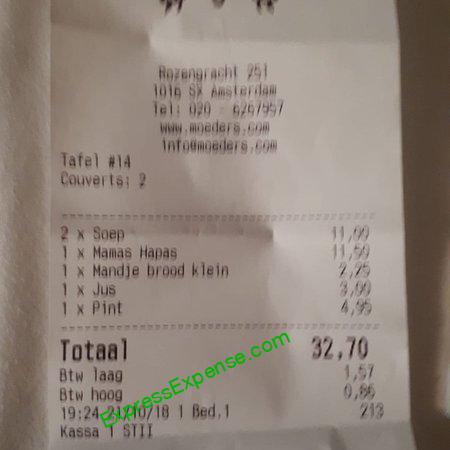 Rozengracht 251
1016 SX Amsterdam
Tel: 020 - 6267957
www.moeders.com
info@moeders.com
Tafel #14
Couverts: 2
2 x Soep 11,00
1 x Mamas Hapas 11,50
1 x Mandje brood klein 2,25
1 x Jus 3,00
1 x Pint 4,95
Totaal 32,70
Btw laag 1,57
Btw hoog 0,86
19:24 21/10/18 1 Bed.1 213
Kassa 1 STII
ExpressExpense.com